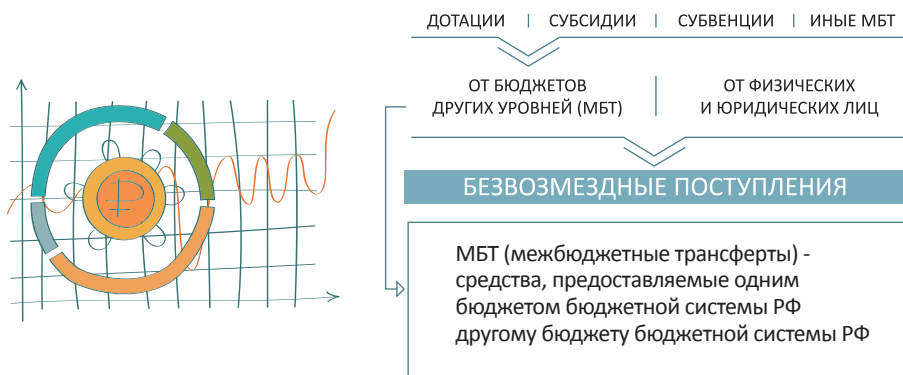 ДОТАЦИИ | СУБСИДИИ | СУБВЕНЦИИ | ИНЫЕ МБТ
ОТ БЮДЖЕТОВ
ДРУГИХ УРОВНЕЙ (МБТ)
ОТ ФИЗИЧЕСКИХ
И ЮРИДИЧЕСКИХ ЛИЦ
БЕЗВОЗМЕЗДНЫЕ ПОСТУПЛЕНИЯ
МБТ (межбюджетные трансферты) -
средства, предоставляемые одним
бюджетом бюджетной системы РФ
другому бюджету бюджетной системы РФ